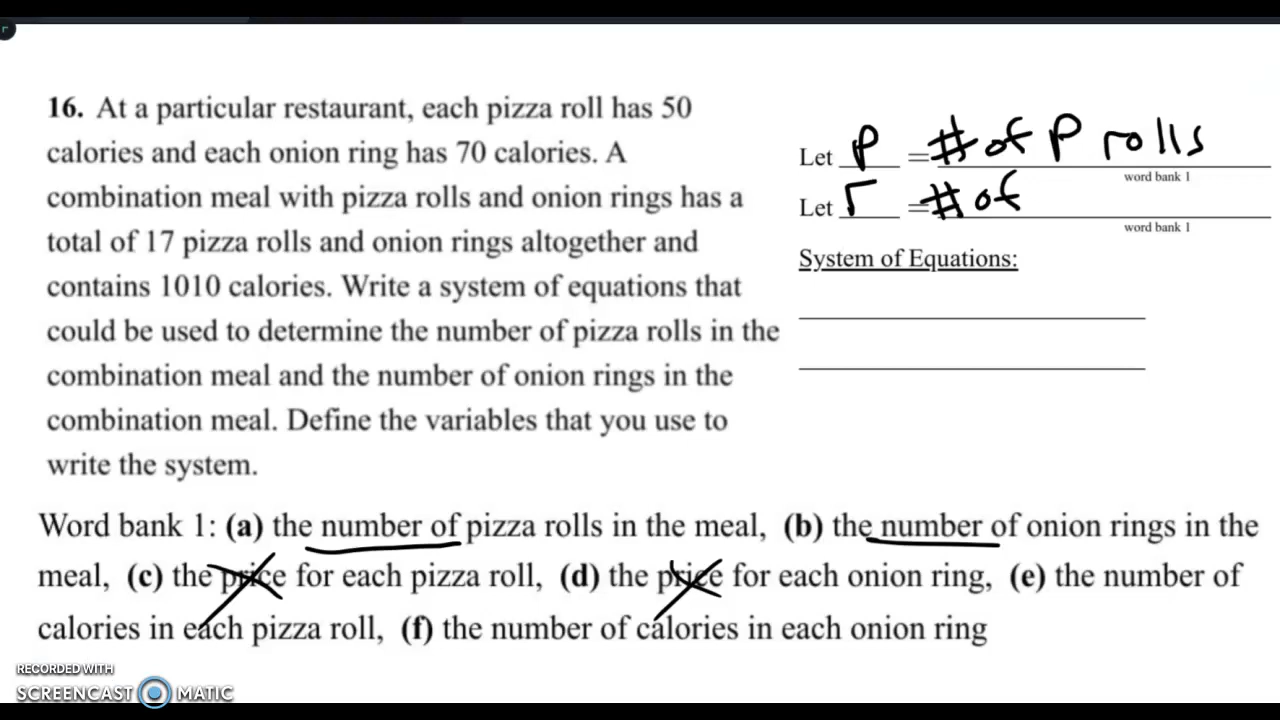 16. At a particular restaurant, each pizza roll has 50
calories and each onion ring has 70 calories. A
combination meal with pizza rolls and onion rings has a
total of 17 pizza rolls and onion rings altogether and
contains 1010 calories. Write a system of equations that
could be used to determine the number of pizza rolls in the
combination meal and the number of onion rings in the
combination meal. Define the variables that you use to
write the system.
Let P = # of P rolls
word bank 1
Let r = # of
word bank 1
System of Equations:
Word bank 1: (a) the number of pizza rolls in the meal, (b) the number of onion rings in the
meal, (c) the price for each pizza roll, (d) the price for each onion ring, (e) the number of
calories in each pizza roll, (f) the number of calories in each onion ring
RECORDED WITH
SCREENCAST MATIC